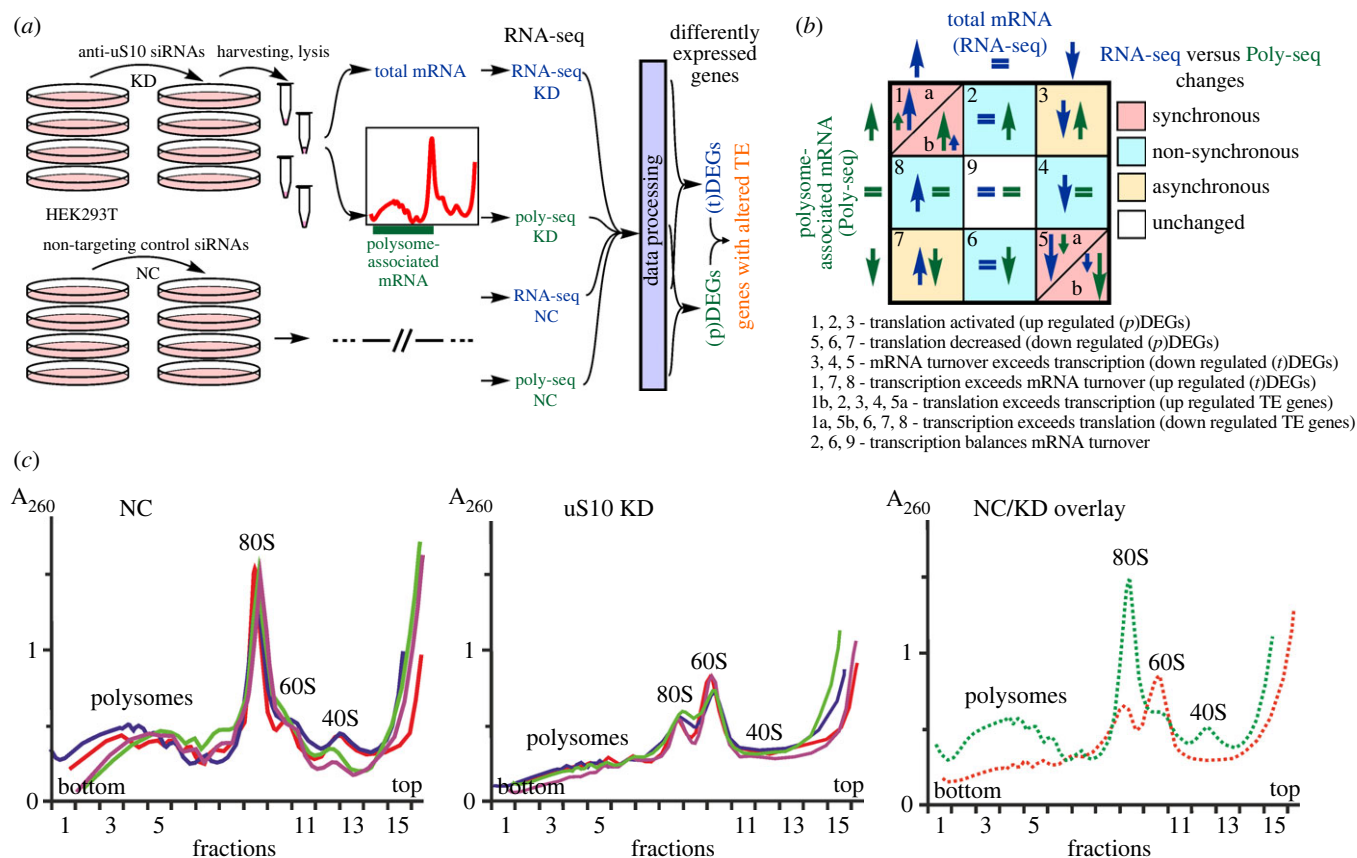 (a)
anti-uS10 siRNAs
harvesting, lysis
KD
HEK293T
non-targeting control siRNAs
NC
total mRNA
polysome-
associated
mRNA
RNA-seq
RNA-seq
KD
poly-seq
KD
RNA-seq
NC
poly-seq
NC
data processing
differently
expressed
genes
(t)DEGs
(p)DEGs
genes with altered TE
(b)
total mRNA
(RNA-seq)
=
polysome-
associated mRNA
(Poly-seq)
=
1 a
b
2
=
3
8
=
9
= =
4
=
7
6
=
5 a
b
RNA-seq versus Poly-seq
changes
synchronous
non-synchronous
asynchronous
unchanged
1, 2, 3 - translation activated (up regulated (p)DEGs)
5, 6, 7 - translation decreased (down regulated (p)DEGs)
3, 4, 5 - mRNA turnover exceeds transcription (down regulated (t)DEGs)
1, 7, 8 - transcription exceeds mRNA turnover (up regulated (t)DEGs)
1b, 2, 3, 4, 5a - translation exceeds transcription (up regulated TE genes)
1a, 5b, 6, 7, 8 - transcription exceeds translation (down regulated TE genes)
2, 6, 9 - transcription balances mRNA turnover
(c)
A260
NC
80S
1
60S
polysomes
40S
bottom
top
0
1 3 5 11 13 15
fractions
A260
uS10 KD
1
60S
80S
polysomes
40S
bottom
top
0
1 3 5 11 13 15
fractions
A260
NC/KD overlay
80S
1
60S
polysomes
40S
bottom
top
0
1 3 5 11 13 15
fractions